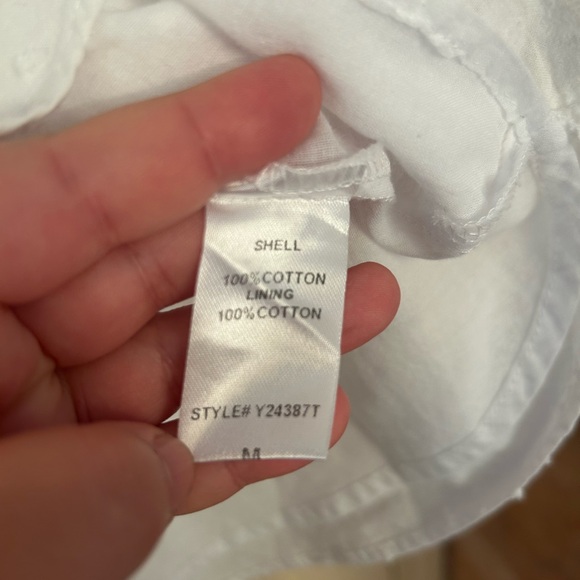 SHELL
100%COTTON
LINING
100%COTTON
STYLE# Y24387T
M